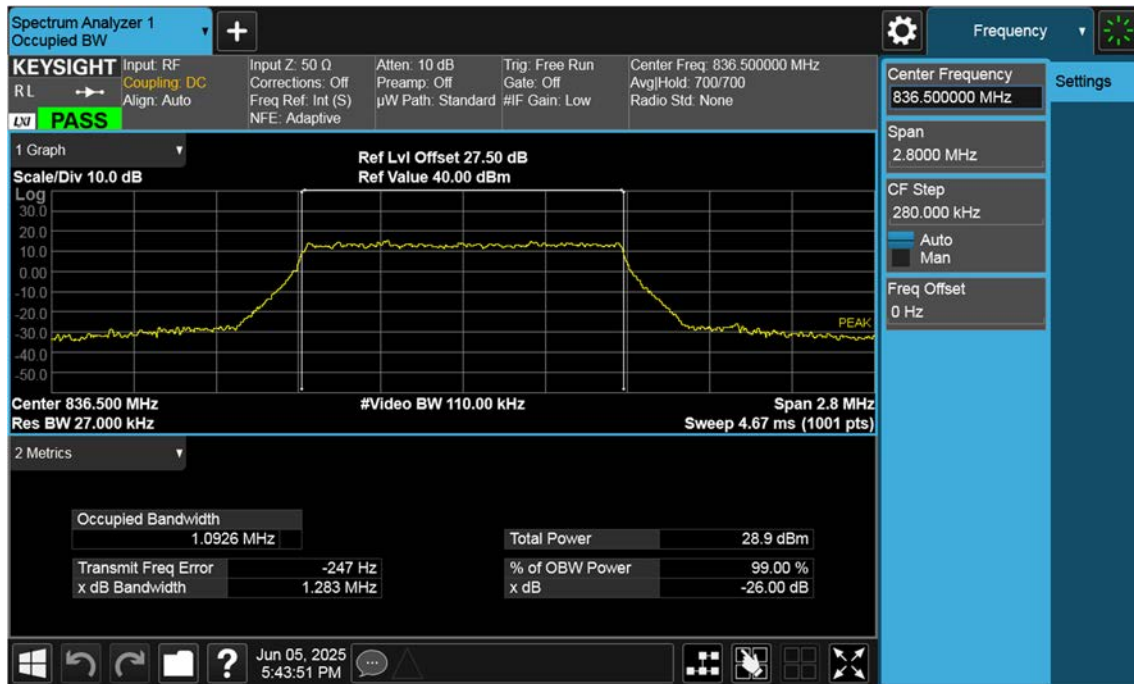 Spectrum Analyzer 1
Occupied BW
+
Frequency
KEYSIGHT
RL
LXI
PASS
Input: RF
Coupling: DC
Align: Auto
Input Z: 50 Ω
Corrections: Off
Freq Ref: Int (S)
NFE: Adaptive
Atten: 10 dB
Preamp: Off
µW Path: Standard
Trig: Free Run
Gate: Off
#IF Gain: Low
Center Freq: 836.500000 MHz
Avg|Hold: 700/700
Radio Std: None
Center Frequency
836.500000 MHz
Settings
Span
2.8000 MHz
CF Step
280.000 kHz
Auto
Man
Freq Offset
0 Hz
1 Graph
Scale/Div 10.0 dB
Ref Lvl Offset 27.50 dB
Ref Value 40.00 dBm
Log
30.0
20.0
10.0
0.00
-10.0
-20.0
-30.0
-40.0
-50.0
PEAK
Center 836.500 MHz
#Video BW 110.00 kHz
Span 2.8 MHz
Res BW 27.000 kHz
Sweep 4.67 ms (1001 pts)
2 Metrics
Occupied Bandwidth
1.0926 MHz
Total Power 28.9 dBm
Transmit Freq Error -247 Hz
% of OBW Power 99.00 %
x dB Bandwidth 1.283 MHz
x dB -26.00 dB
?
Jun 05, 2025
5:43:51 PM